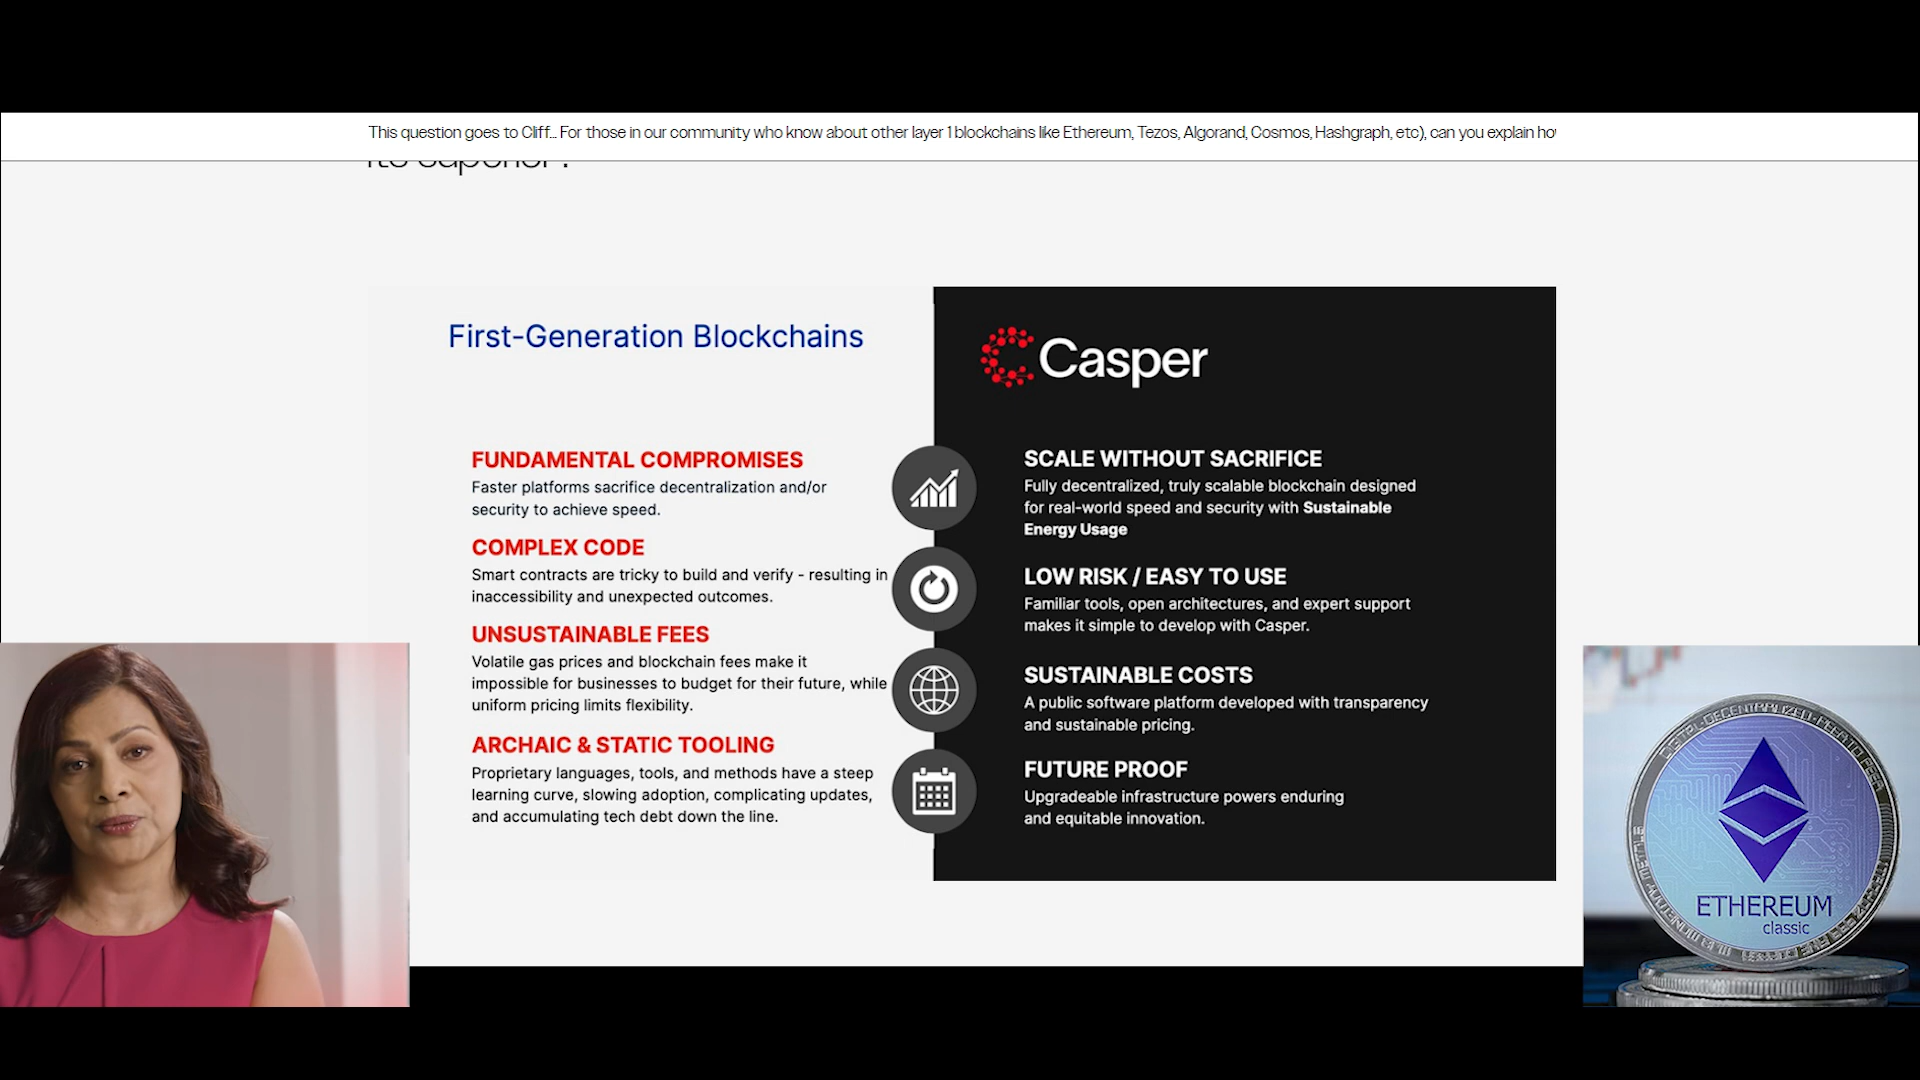 This question goes to Cliff... For those in our community who know about other layer 1 blockchains like Ethereum, Tezos, Algorand, Cosmos, Hashgraph, etc), can you explain ho
its superior?
First-Generation Blockchains
FUNDAMENTAL COMPROMISES
Faster platforms sacrifice decentralization and/or
security to achieve speed.
COMPLEX CODE
Smart contracts are tricky to build and verify - resulting in
inaccessibility and unexpected outcomes.
UNSUSTAINABLE FEES
Volatile gas prices and blockchain fees make it
impossible for businesses to budget for their future, while
uniform pricing limits flexibility.
ARCHAIC & STATIC TOOLING
Proprietary languages, tools, and methods have a steep
learning curve, slowing adoption, complicating updates,
and accumulating tech debt down the line.
Casper
SCALE WITHOUT SACRIFICE
Fully decentralized, truly scalable blockchain designed
for real-world speed and security with Sustainable
Energy Usage
LOW RISK / EASY TO USE
Familiar tools, open architectures, and expert support
makes it simple to develop with Casper.
SUSTAINABLE COSTS
A public software platform developed with transparency
and sustainable pricing.
FUTURE PROOF
Upgradeable infrastructure powers enduring
and equitable innovation.
ETHEREUM
classic